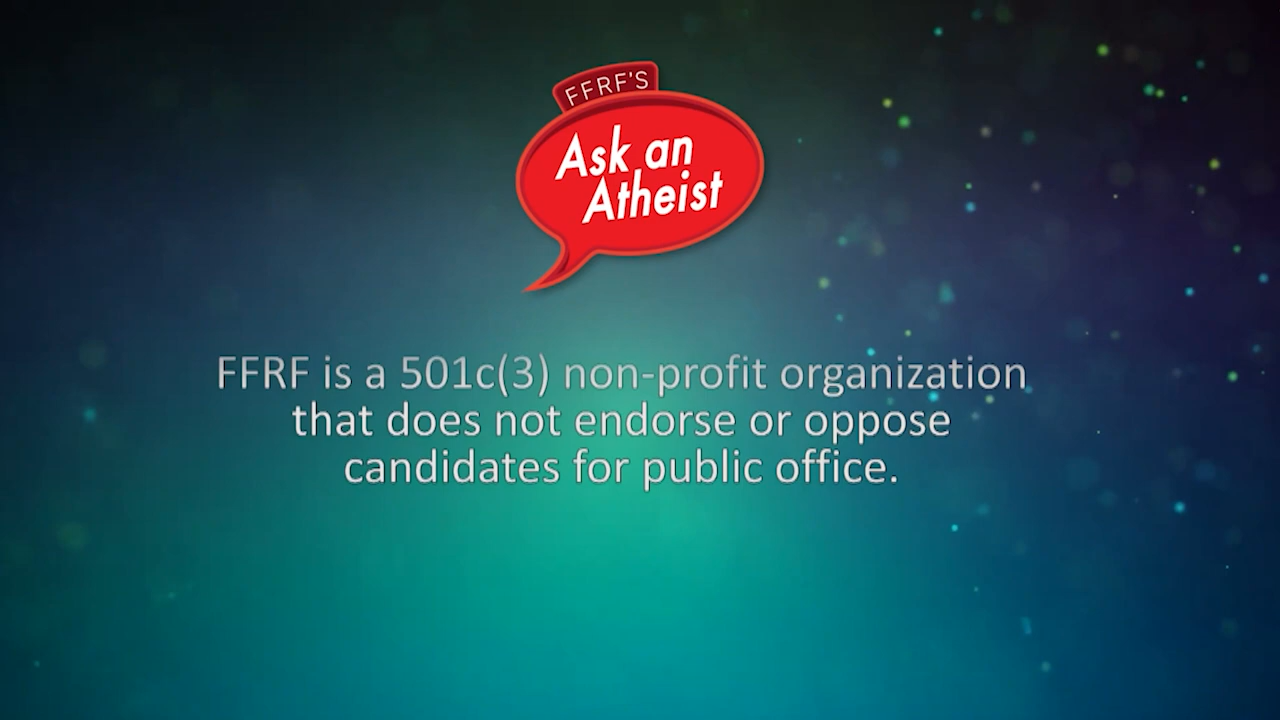 FFRF'S
Ask an
Atheist
FFRF is a 501c(3) non-profit organization
that does not endorse or oppose
candidates for public office.